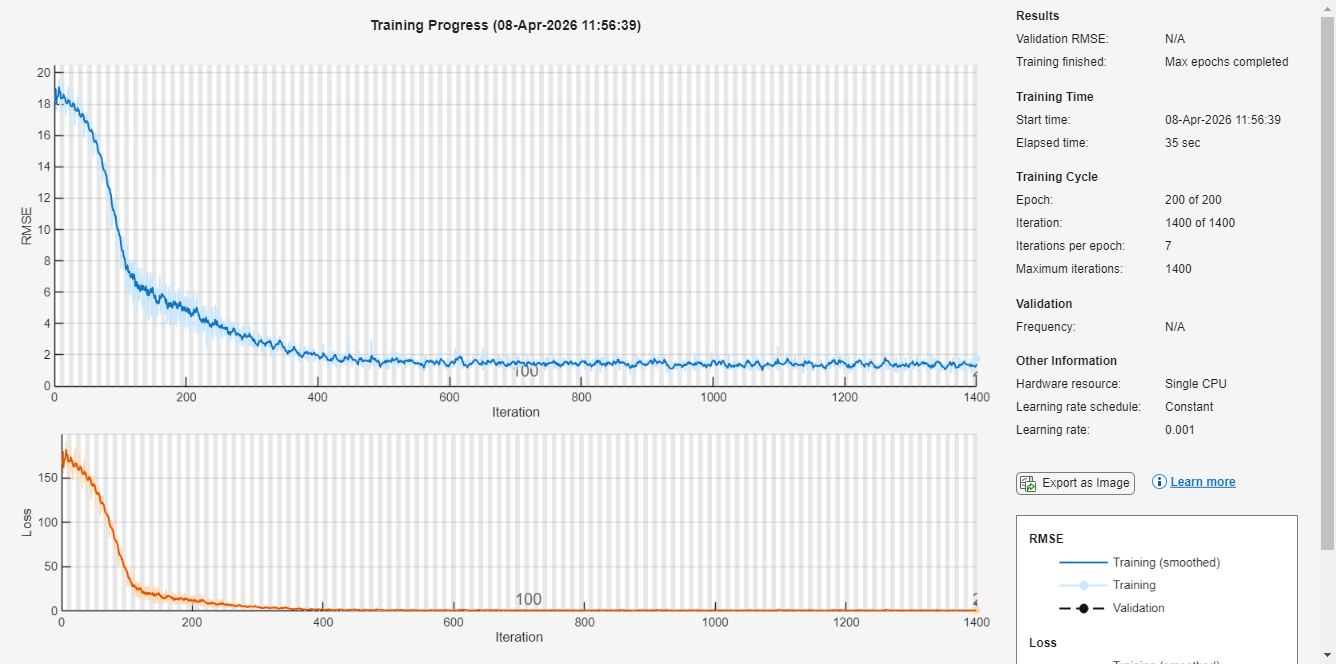 Training Progress (08-Apr-2026 11:56:39)
20
18
16
14
12
10
8
6
4
2
0
RMSE
100
0
200
400
600
800
1000
1200
1400
Iteration
150
100
50
0
Loss
100
0
200
400
600
800
1000
1200
1400
Iteration
Results
Validation RMSE: N/A
Training finished: Max epochs completed
Training Time
Start time: 08-Apr-2026 11:56:39
Elapsed time: 35 sec
Training Cycle
Epoch: 200 of 200
Iteration: 1400 of 1400
Iterations per epoch: 7
Maximum iterations: 1400
Validation
Frequency: N/A
Other Information
Hardware resource: Single CPU
Learning rate schedule: Constant
Learning rate: 0.001
Export as Image
Learn more
RMSE
Training (smoothed)
Training
Validation
Loss